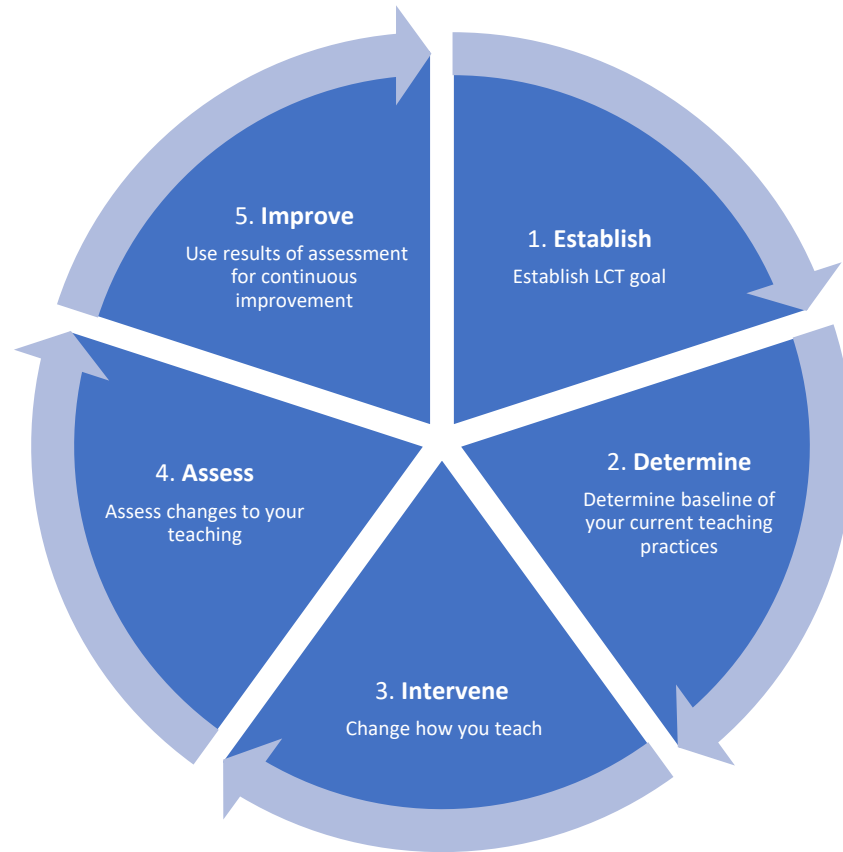 1. Establish
Establish LCT goal
2. Determine
Determine baseline of
your current teaching
practices
3. Intervene
Change how you teach
4. Assess
Assess changes to your
teaching
5. Improve
Use results of assessment
for continuous
improvement